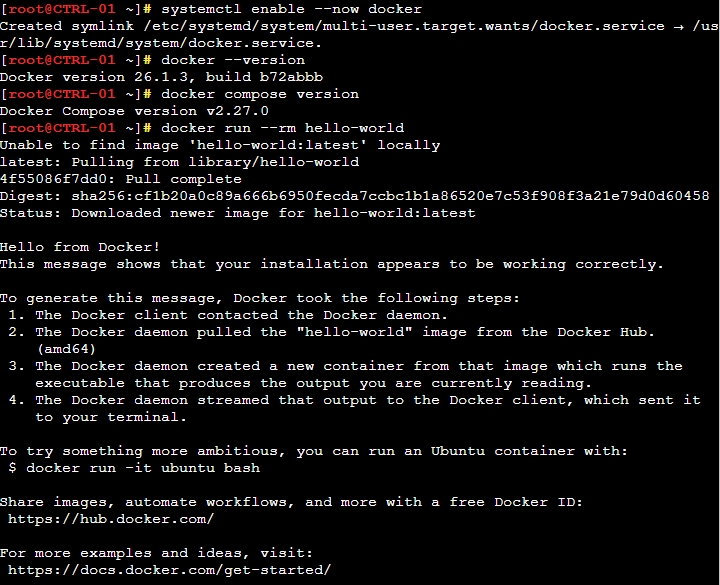 [root@CTRL-01 ~]# systemctl enable --now docker
Created symlink /etc/systemd/system/multi-user.target.wants/docker.service → /us
r/lib/systemd/system/docker.service.
[root@CTRL-01 ~]# docker --version
Docker version 26.1.3, build b72abbb
[root@CTRL-01 ~]# docker compose version
Docker Compose version v2.27.0
[root@CTRL-01 ~]# docker run --rm hello-world
Unable to find image 'hello-world:latest' locally
latest: Pulling from library/hello-world
4f55086f7dd0: Pull complete
Digest: sha256:cf1b20a0c89a666b6950fecda7ccbc1b1a86520e7c53f908f3a21e79d0d60458
Status: Downloaded newer image for hello-world:latest

Hello from Docker!
This message shows that your installation appears to be working correctly.

To generate this message, Docker took the following steps:
 1. The Docker client contacted the Docker daemon.
 2. The Docker daemon pulled the "hello-world" image from the Docker Hub.
    (amd64)
 3. The Docker daemon created a new container from that image which runs the
    executable that produces the output you are currently reading.
 4. The Docker daemon streamed that output to the Docker client, which sent it
    to your terminal.

To try something more ambitious, you can run an Ubuntu container with:
 $ docker run -it ubuntu bash

Share images, automate workflows, and more with a free Docker ID:
 https://hub.docker.com/

For more examples and ideas, visit:
 https://docs.docker.com/get-started/